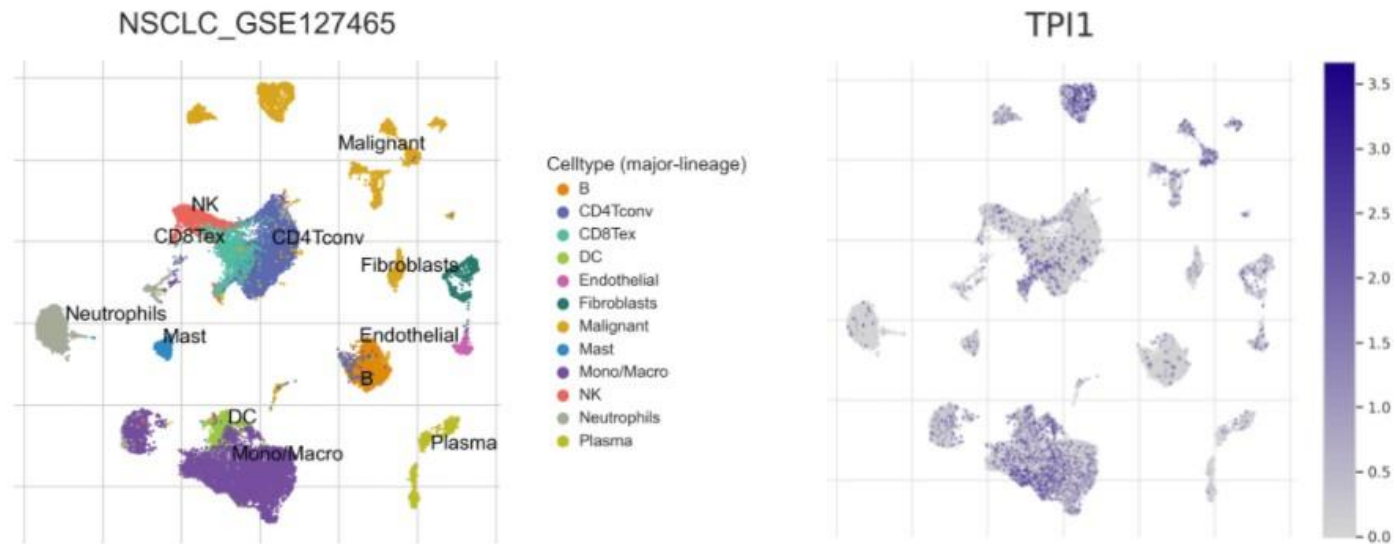 NSCLC_GSE127465
Malignant
NK
CD8Tex
CD4Tconv
Fibroblasts
Neutrophils
Mast
Endothelial
B
DC
Mono/Macro
Plasma
Celltype (major-lineage)
B
CD4Tconv
CD8Tex
DC
Endothelial
Fibroblasts
Malignant
Mast
Mono/Macro
NK
Neutrophils
Plasma
TPI1
3.5
3.0
2.5
2.0
1.5
1.0
0.5
0.0